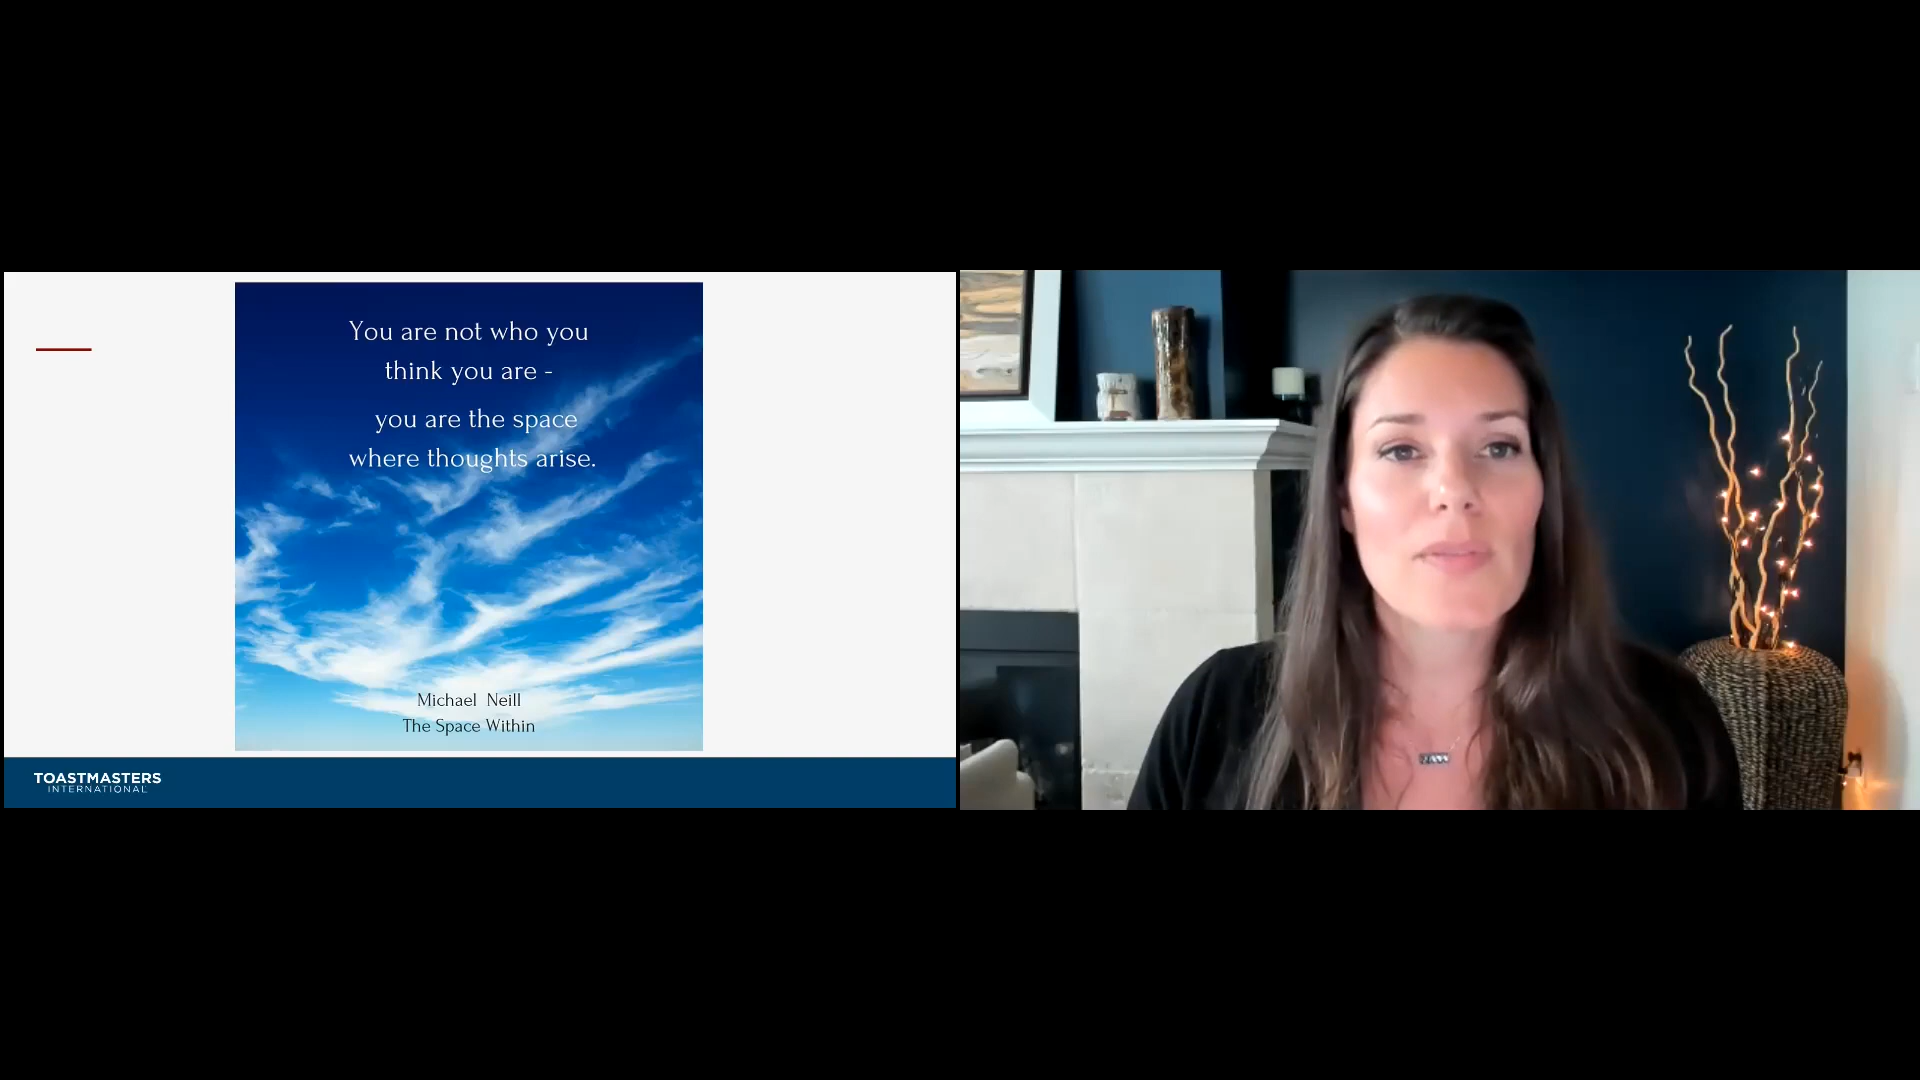 You are not who you
think you are -
you are the space
where thoughts arise.
Michael Neill
The Space Within
TOASTMASTERS
INTERNATIONAL